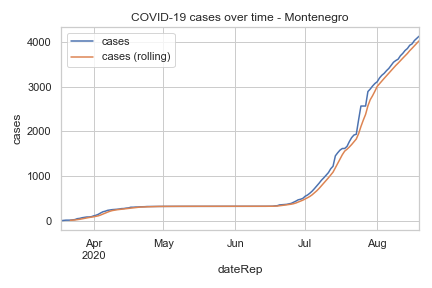 COVID-19 cases over time - Montenegro
cases
cases (rolling)
4000
3000
2000
1000
0
cases
Apr
2020
May
Jun
Jul
Aug
dateRep